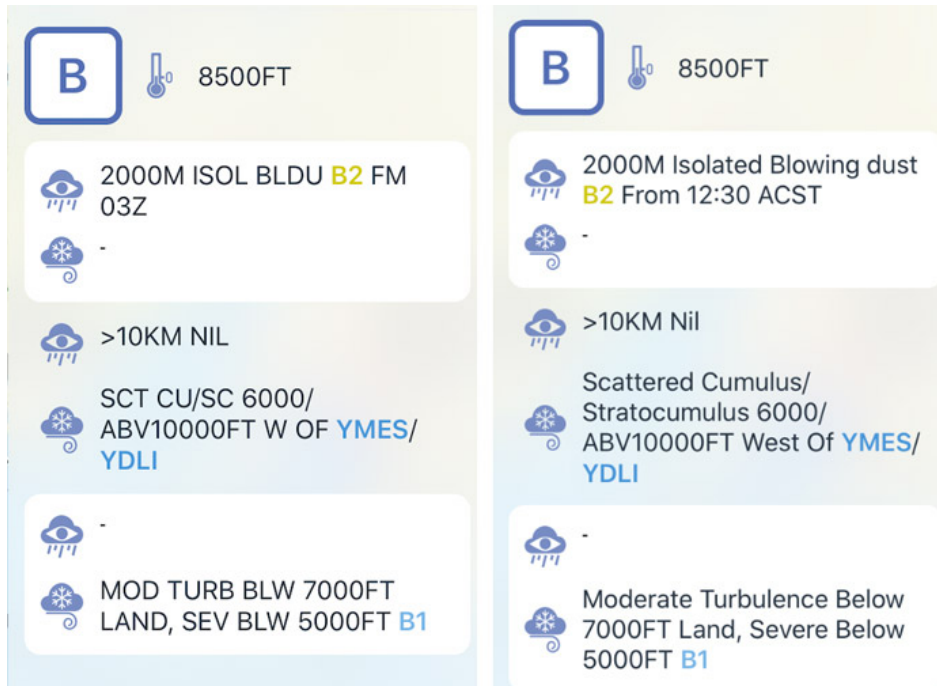 B
8500FT
2000M ISOL BLDU B2 FM
03Z
-
>10KM NIL
SCT CU/SC 6000/
ABV10000FT W OF YMES/
YDLI
-
MOD TURB BLW 7000FT
LAND, SEV BLW 5000FT B1
B
8500FT
2000M Isolated Blowing dust
B2 From 12:30 ACST
-
>10KM Nil
Scattered Cumulus/
Stratocumulus 6000/
ABV10000FT West Of YMES/
YDLI
-
Moderate Turbulence Below
7000FT Land, Severe Below
5000FT B1